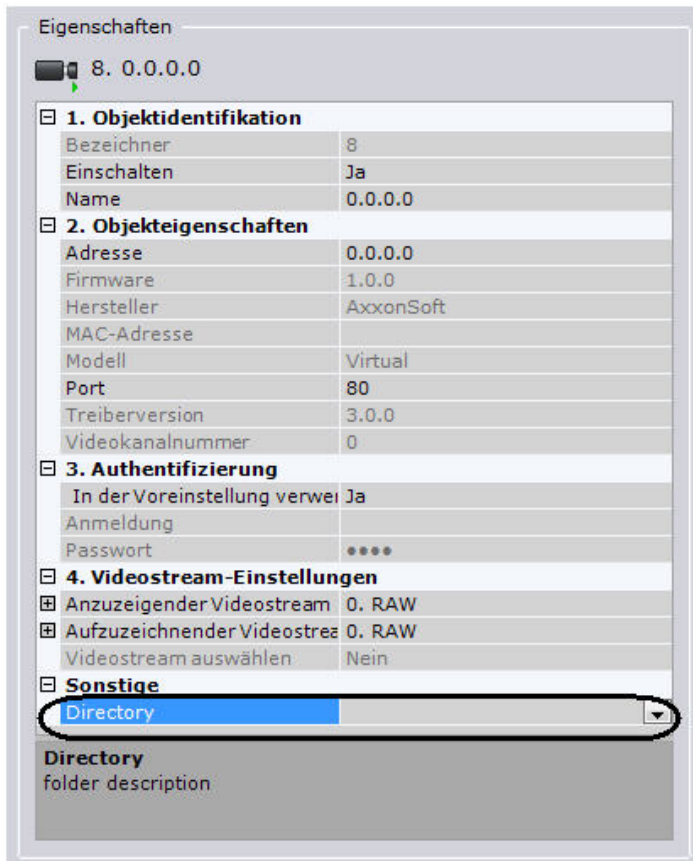 Eigenschaften
8. 0.0.0.0
1. Objektidentifikation
Bezeichner 8
Einschalten Ja
Name 0.0.0.0
2. Objekteigenschaften
Adresse 0.0.0.0
Firmware 1.0.0
Hersteller AxxonSoft
MAC-Adresse
Modell Virtual
Port 80
Treiberversion 3.0.0
Videokanalnummer 0
3. Authentifizierung
In der Voreinstellung verwei Ja
Anmeldung
Passwort ●●●●
4. Videostream-Einstellungen
Anzuzeigender Videostream 0. RAW
Aufzuzeichnender Videostrea 0. RAW
Videostream auswählen Nein
Sonstige
Directory
Directory
folder description